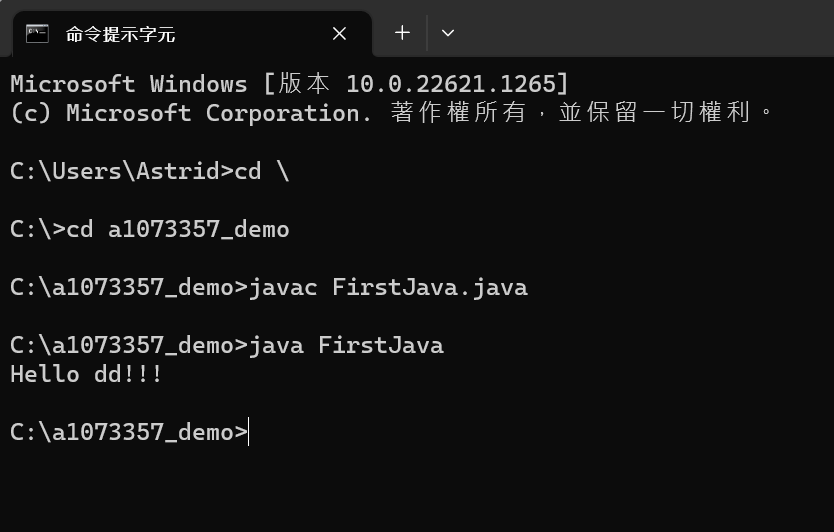 命令提示字元
Microsoft Windows [版本 10.0.22621.1265]
(c) Microsoft Corporation. 著作權所有，並保留一切權利。
C:\Users\Astrid>cd \
C:\>cd a1073357_demo
C:\a1073357_demo>javac FirstJava.java
C:\a1073357_demo>java FirstJava
Hello dd!!!
C:\a1073357_demo>